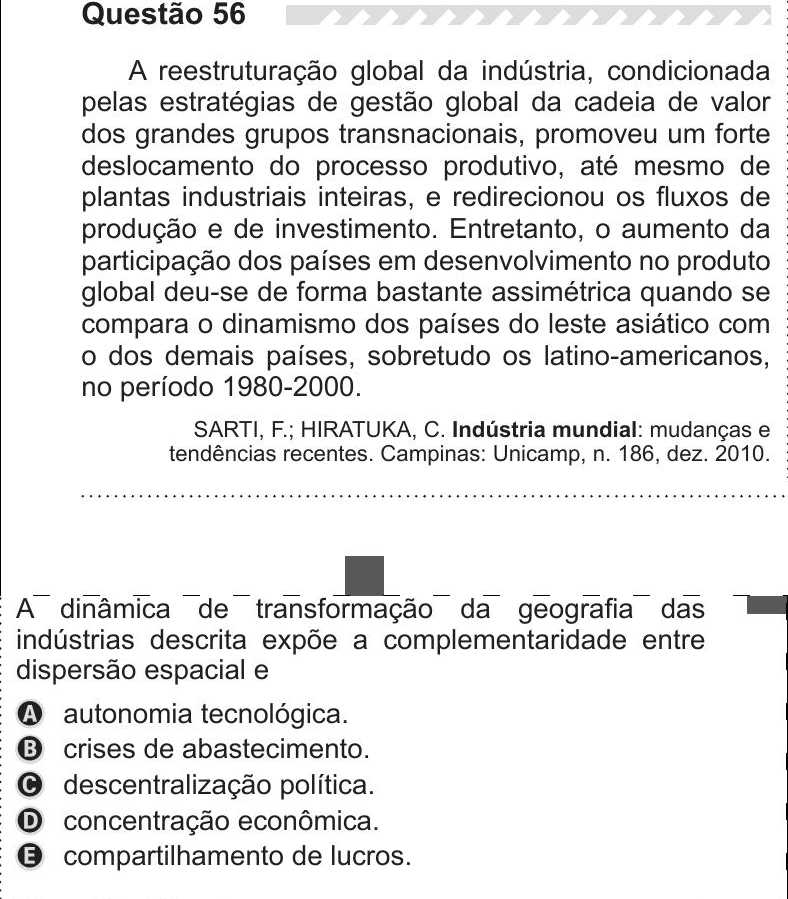 Questão 56
A reestruturação global da indústria, condicionada
pelas estratégias de gestão global da cadeia de valor
dos grandes grupos transnacionais, promoveu um forte
deslocamento do processo produtivo, até mesmo de
plantas industriais inteiras, e redirecionou os fluxos de
produção e de investimento. Entretanto, o aumento da
participação dos países em desenvolvimento no produto
global deu-se de forma bastante assimétrica quando se
compara o dinamismo dos países do leste asiático com
o dos demais países, sobretudo os latino-americanos,
no período 1980-2000.
SARTI, F.; HIRATUKA, C. Indústria mundial: mudanças e
tendências recentes. Campinas: Unicamp, n. 186, dez. 2010.
A dinâmica de transformação da geografia das
indústrias descrita expõe a complementaridade entre
dispersão espacial e
A autonomia tecnológica.
B crises de abastecimento.
C descentralização política.
D concentração econômica.
E compartilhamento de lucros.